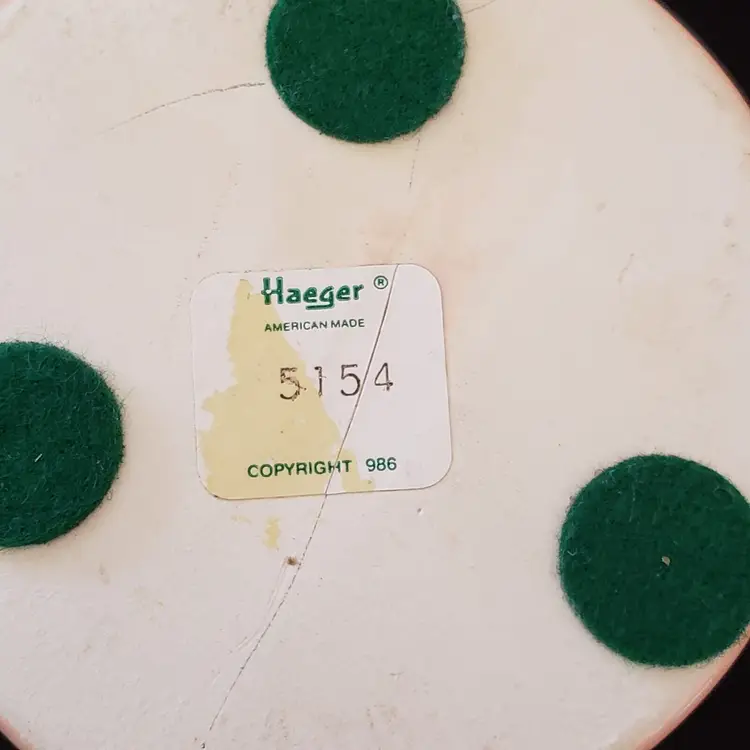 Haeger ®
AMERICAN MADE
5154
COPYRIGHT 986